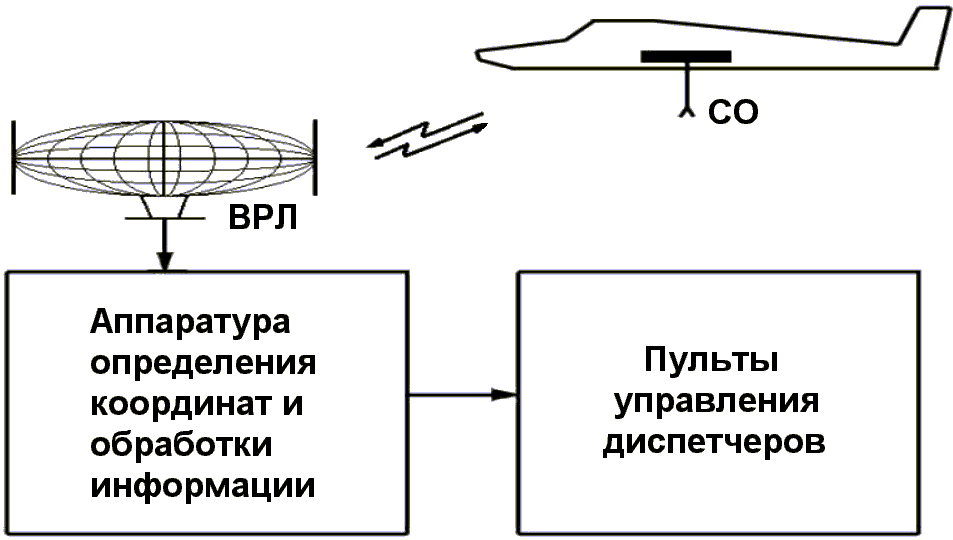 СО
ВРЛ
Аппаратура
определения
координат и
обработки
информации
Пульты
управления
диспетчеров